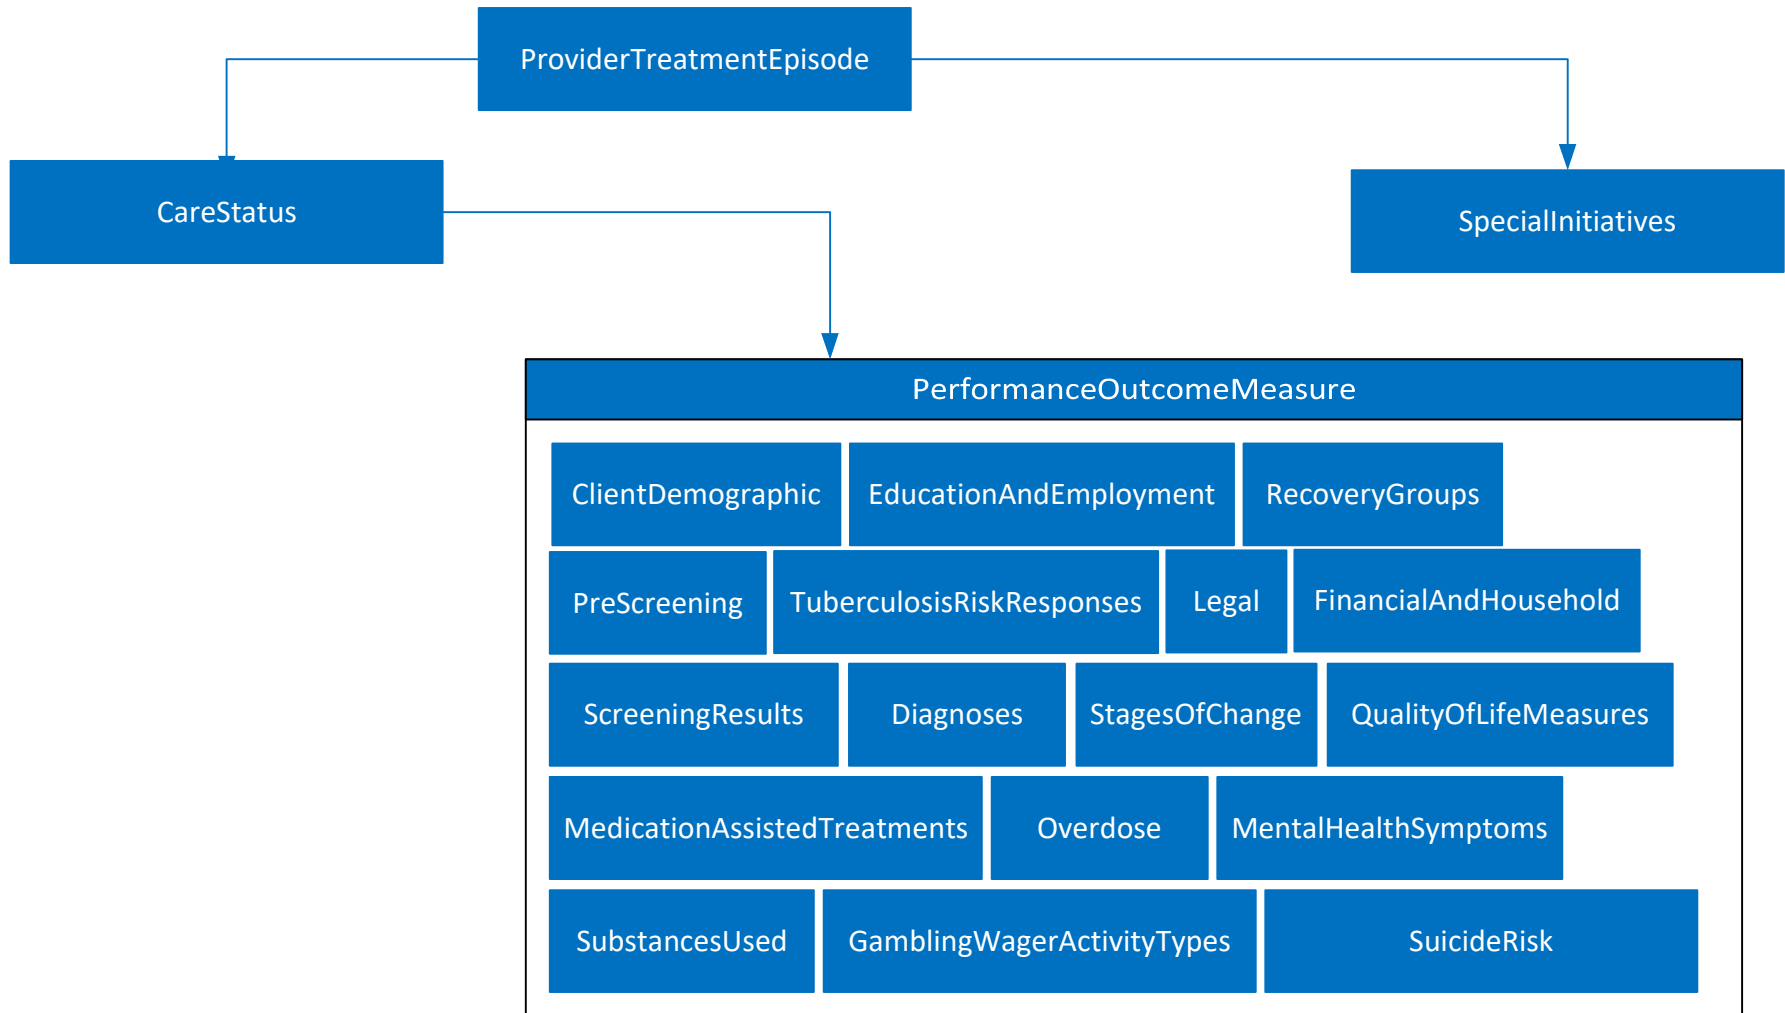 ProviderTreatmentEpisode
CareStatus
SpecialInitiatives
PerformanceOutcomeMeasure
ClientDemographic
EducationAndEmployment
RecoveryGroups
PreScreening
TuberculosisRiskResponses
Legal
FinancialAndHousehold
ScreeningResults
Diagnoses
StagesOfChange
QualityOfLifeMeasures
MedicationAssistedTreatments
Overdose
MentalHealthSymptoms
SubstancesUsed
GamblingWagerActivityTypes
SuicideRisk